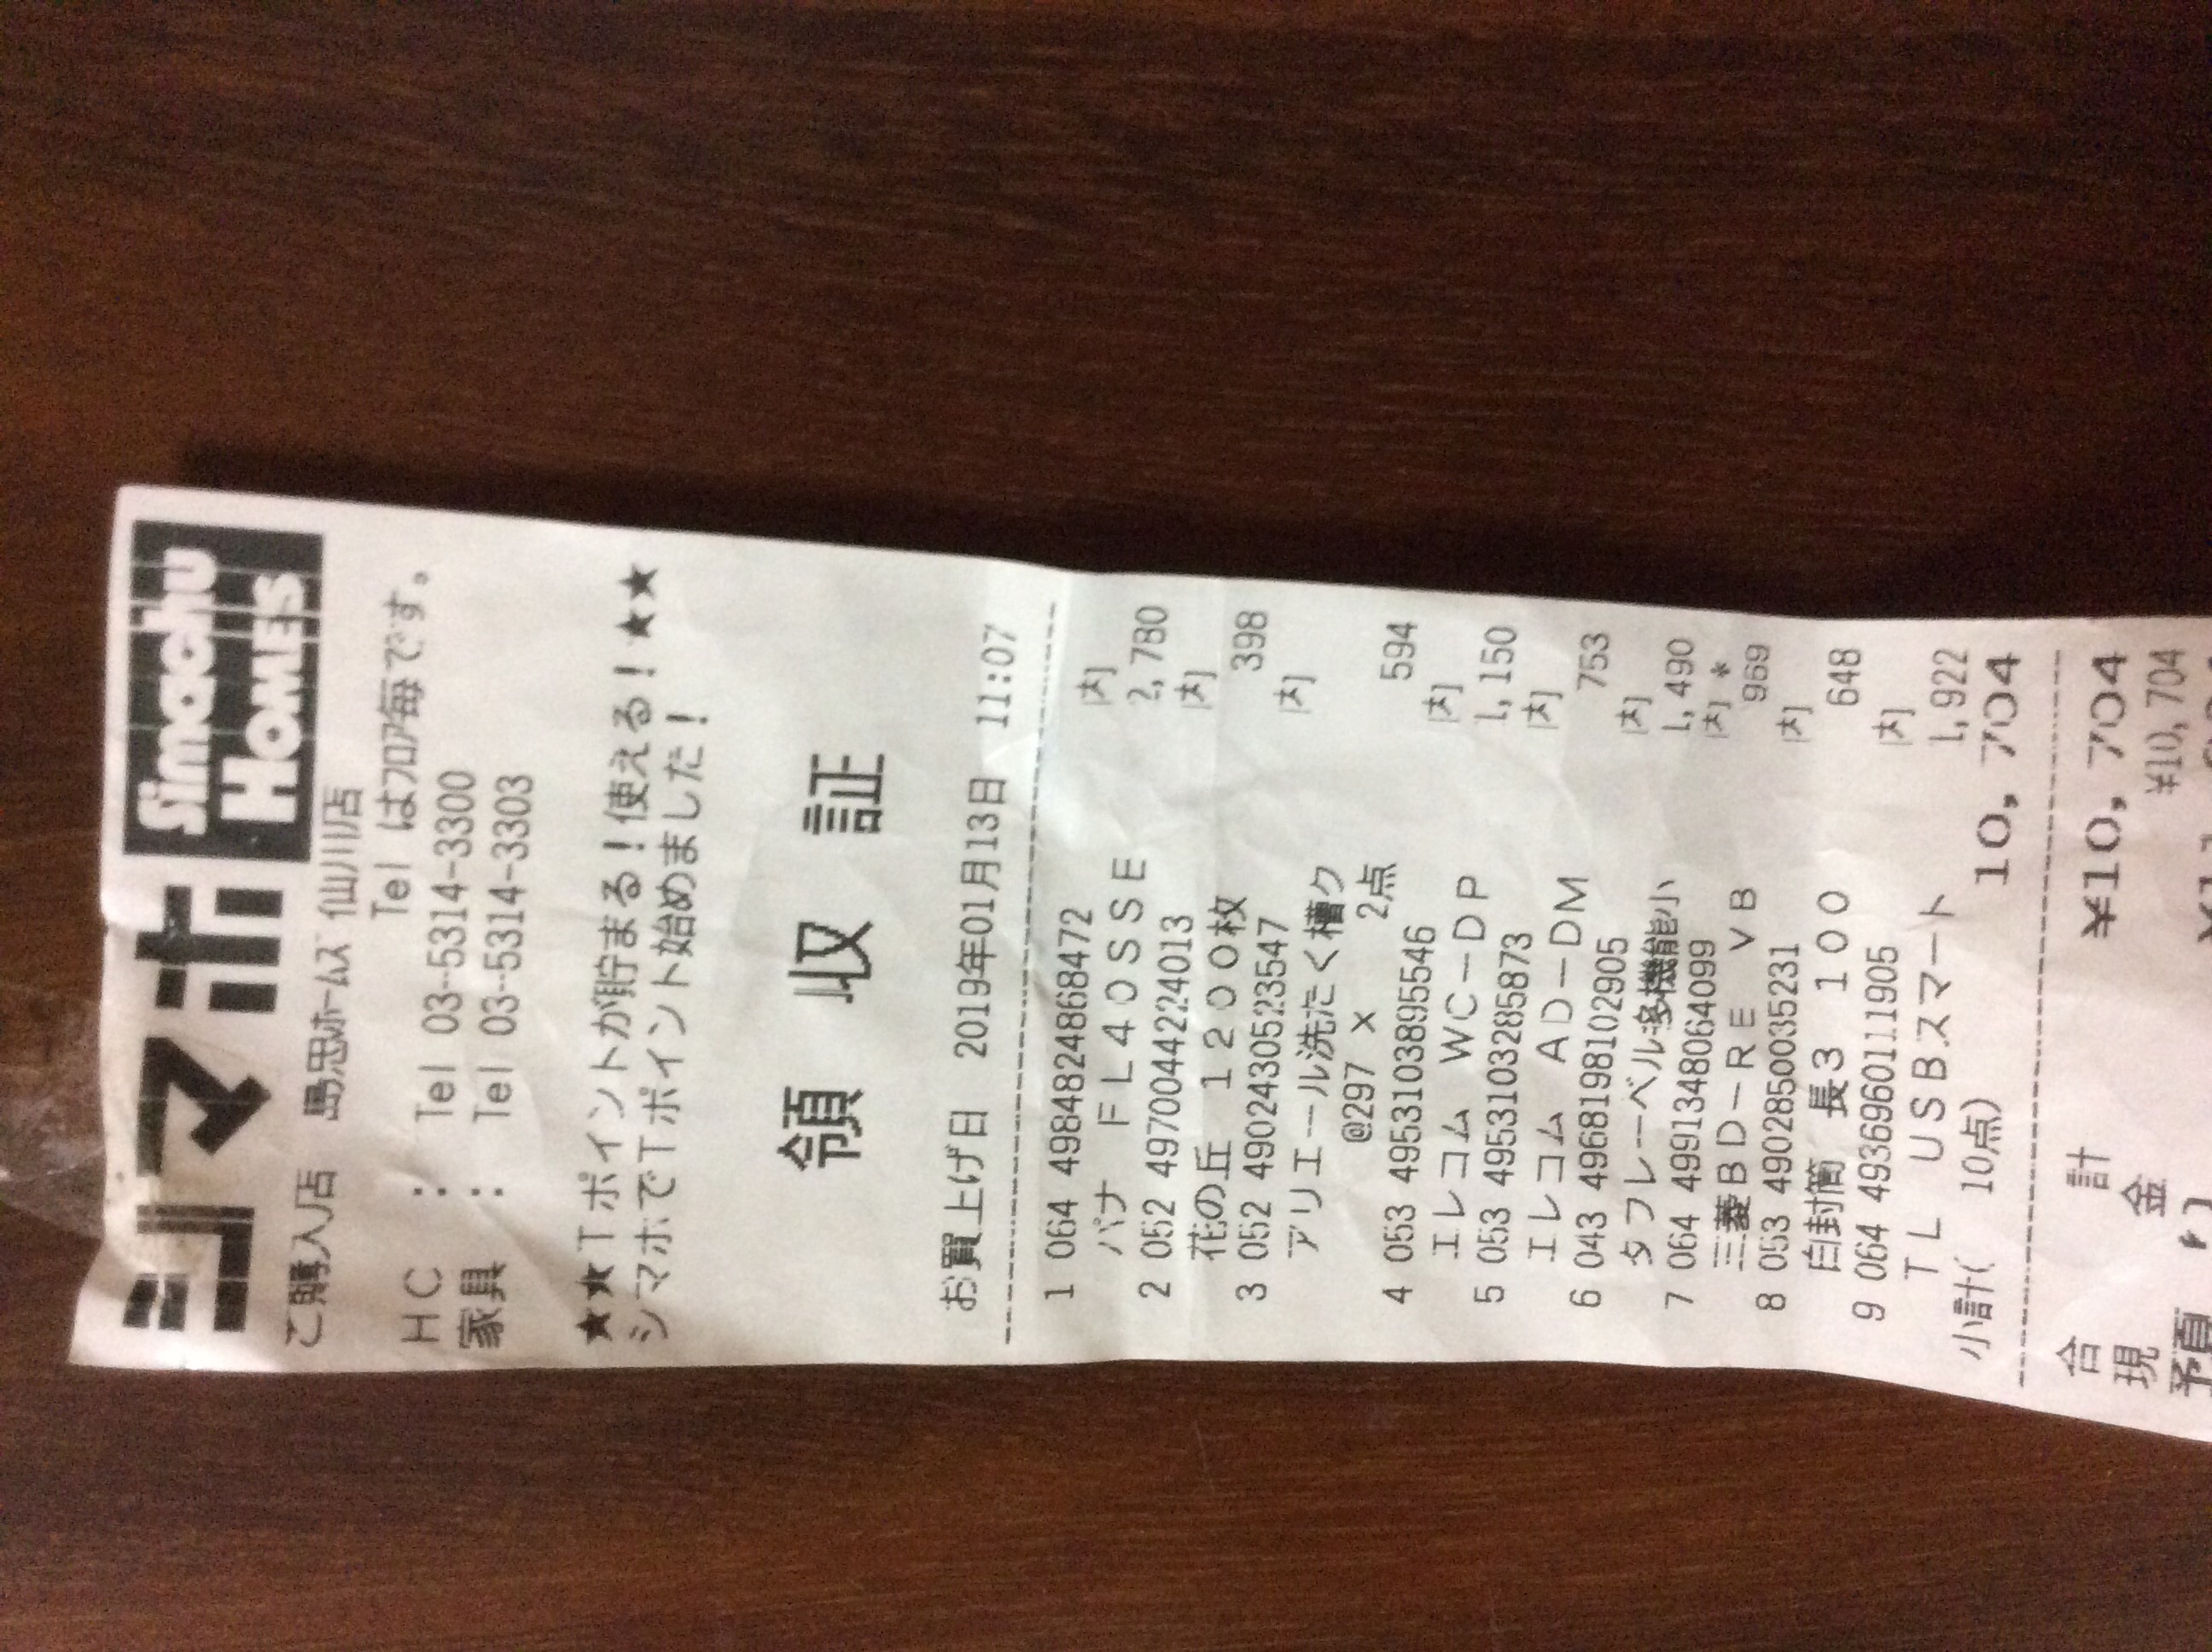 シマホ Simachu HOMES
ご購入店 島忠ホームズ 仙川店
Tel はフロア毎です。
HC : Tel 03-5314-3300
家具 : Tel 03-5314-3303
★★Tポイントが貯まる!使える!★★
シマホでTポイント始めました!
領収証
お買上げ日 2019年01月13日 11:07
1 064 4984824868472 内
パナ FL40SSE 2,780
2 052 4970044224013 内
花の丘 1200枚 398
3 052 4902430523547 内
アリエール洗たく槽ク
@297 × 2点 594
4 053 4953103895546 内
エレコム WC-DP 1,150
5 053 4953103285873 内
エレコム AD-DM 753
6 043 4968198102905 内
タフレーベル多機能小 1,490
7 064 4991348064099 内*
三菱BD-RE VB 969
8 053 4902850035231 内
白封筒 長3 100 648
9 064 4936960111905 内
TL USBスマート 1,922
小計( 10点) 10,704
合 計 ¥10,704
現 金 ¥10,704